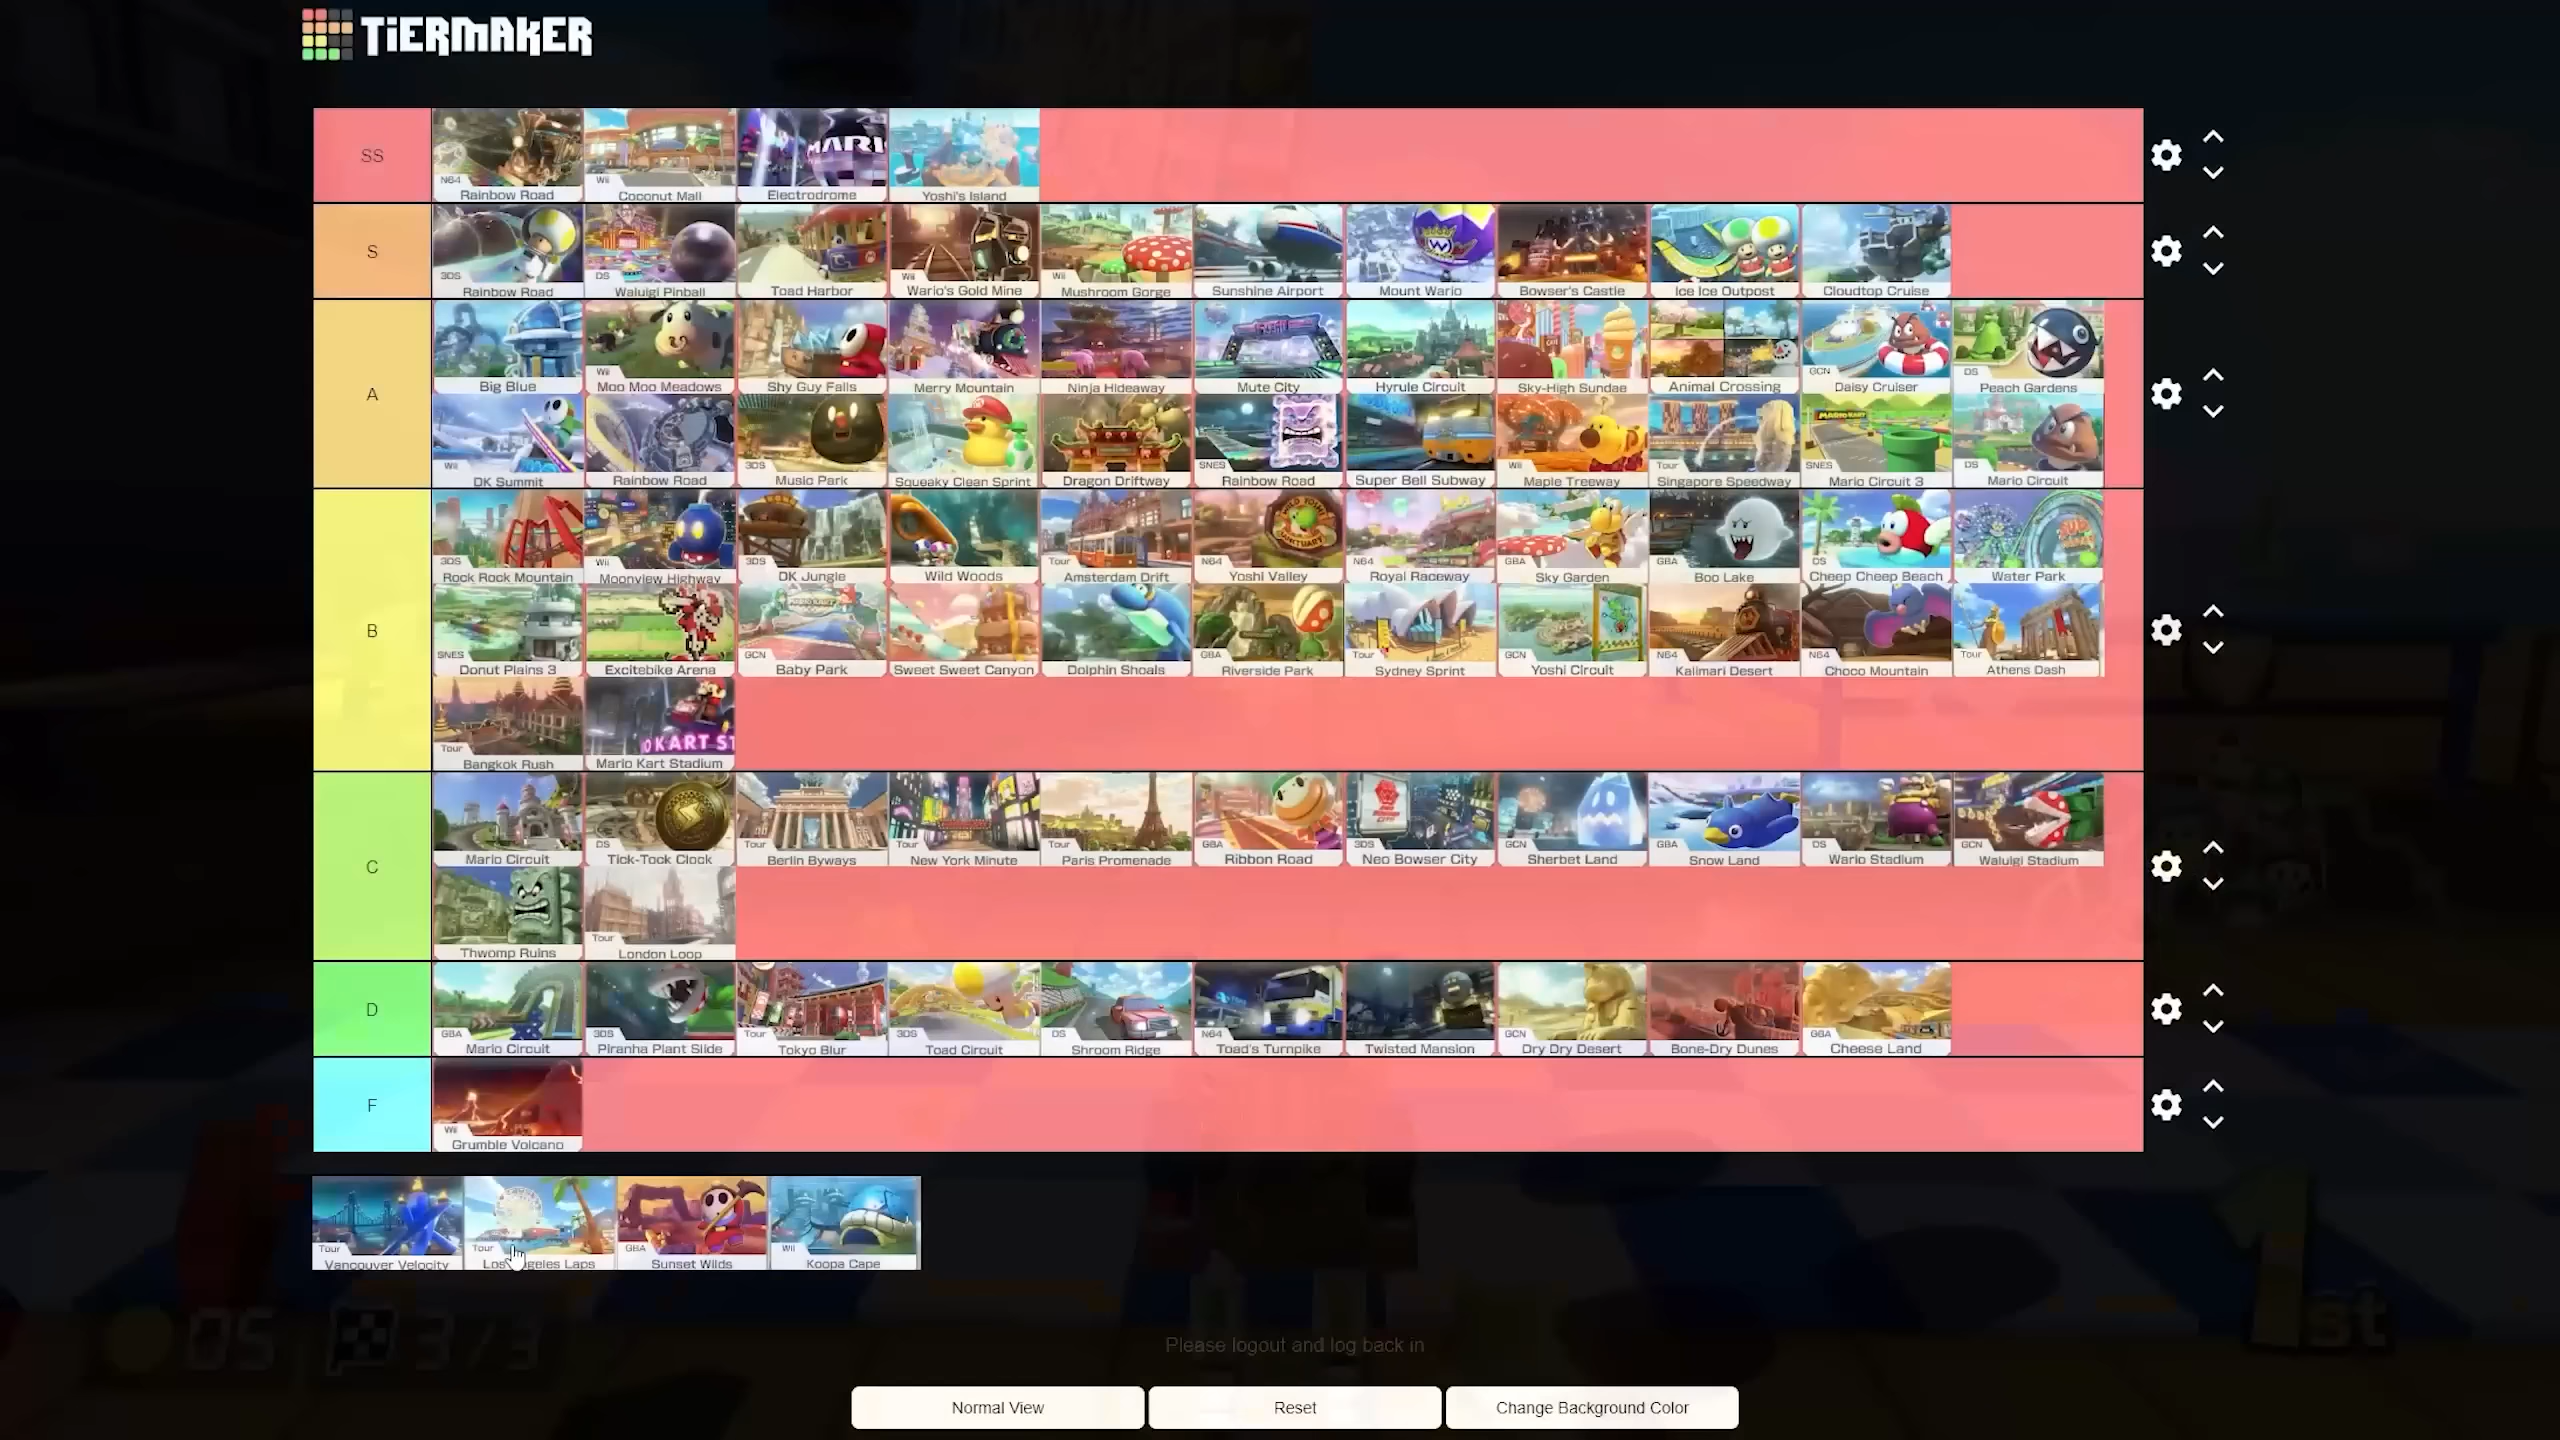 TiERMAKER
SS
N64
Rainbow Road
Wii
Coconut Mall
MARI
Electrodrome
Yoshi's Island
S
3DS
Rainbow Road
DS
Waluigi Pinball
Toad Harbor
Wii
Wario's Gold Mine
Wii
Mushroom Gorge
Sunshine Airport
Mount Wario
Bowser's Castle
Ice Ice Outpost
Cloudtop Cruise
A
Big Blue
Wii
Moo Moo Meadows
Shy Guy Falls
Merry Mountain
Ninja Hideaway
Mute City
Hyrule Circuit
Sky-High Sundae
Animal Crossing
GCN
Daisy Cruiser
DS
Peach Gardens
Wii
DK Summit
Rainbow Road
3DS
Music Park
Squeaky Clean Sprint
Dragon Driftway
SNES
Rainbow Road
Super Bell Subway
Wii
Maple Treeway
Tour
Singapore Speedway
MARIO KART
SNES
Mario Circuit 3
DS
Mario Circuit
B
3DS
Rock Rock Mountain
Wii
Moonview Highway
3DS
DK Jungle
Wild Woods
Tour
Amsterdam Drift
N64
Yoshi Valley
N64
Royal Raceway
GBA
Sky Garden
GBA
Boo Lake
DS
Cheep Cheep Beach
Water Park
SNES
Donut Plains 3
Excitebike Arena
GCN
Baby Park
Sweet Sweet Canyon
Dolphin Shoals
GBA
Riverside Park
Tour
Sydney Sprint
GCN
Yoshi Circuit
N64
Kalimari Desert
N64
Choco Mountain
Tour
Athens Dash
Tour
Bangkok Rush
O KART ST
Mario Kart Stadium
C
Mario Circuit
DS
Tick-Tock Clock
Tour
Berlin Byways
Tour
New York Minute
Tour
Paris Promenade
GBA
Ribbon Road
3DS
Neo Bowser City
GCN
Sherbet Land
GBA
Snow Land
DS
Wario Stadium
GCN
Waluigi Stadium
Thwomp Ruins
Tour
London Loop
D
GBA
Mario Circuit
3DS
Piranha Plant Slide
Tour
Tokyo Blur
3DS
Toad Circuit
DS
Shroom Ridge
N64
Toad's Turnpike
Twisted Mansion
GCN
Dry Dry Desert
Bone-Dry Dunes
GBA
Cheese Land
F
Wii
Grumble Volcano
Tour
Vancouver Velocity
Tour
Los geles Laps
GBA
Sunset Wilds
Wii
Koopa Cape
05
3/3
1st
Please logout and log back in
Normal View
Reset
Change Background Color